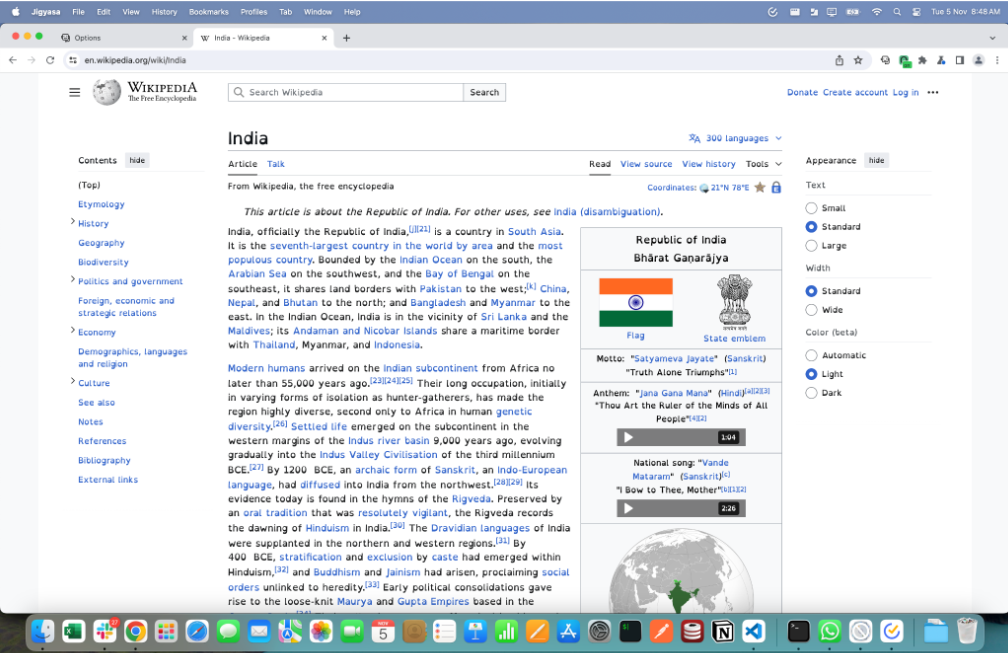 Jigyasa File Edit View History Bookmarks Profiles Tab Window Help Tue 5 Nov 8:48AM
Options
India - Wikipedia
en.wikipedia.org/wiki/India
WIKIPEDIA
The Free Encyclopedia
Search Wikipedia
Search
Donate Create account Log in
India
300 languages
Article Talk
Read View source View history Tools
From Wikipedia, the free encyclopedia
Coordinates: 21°N 78°E
Contents hide
(Top)
Etymology
History
Geography
Biodiversity
Politics and government
Foreign, economic and
strategic relations
Economy
Demographics, languages
and religion
Culture
See also
Notes
References
Bibliography
External links
This article is about the Republic of India. For other uses, see India (disambiguation).
India, officially the Republic of India,[j][21] is a country in South Asia.
It is the seventh-largest country in the world by area and the most
populous country. Bounded by the Indian Ocean on the south, the
Arabian Sea on the southwest, and the Bay of Bengal on the
southeast, it shares land borders with Pakistan to the west;[k] China,
Nepal, and Bhutan to the north; and Bangladesh and Myanmar to the
east. In the Indian Ocean, India is in the vicinity of Sri Lanka and the
Maldives; its Andaman and Nicobar Islands share a maritime border
with Thailand, Myanmar, and Indonesia.
Modern humans arrived on the Indian subcontinent from Africa no
later than 55,000 years ago.[23][24][25] Their long occupation, initially
in varying forms of isolation as hunter-gatherers, has made the
region highly diverse, second only to Africa in human genetic
diversity.[26] Settled life emerged on the subcontinent in the
western margins of the Indus river basin 9,000 years ago, evolving
gradually into the Indus Valley Civilisation of the third millennium
BCE.[27] By 1200 BCE, an archaic form of Sanskrit, an Indo-European
language, had diffused into India from the northwest.[28][29] Its
evidence today is found in the hymns of the Rigveda. Preserved by
an oral tradition that was resolutely vigilant, the Rigveda records
the dawning of Hinduism in India.[30] The Dravidian languages of India
were supplanted in the northern and western regions.[31] By
400 BCE, stratification and exclusion by caste had emerged within
Hinduism,[32] and Buddhism and Jainism had arisen, proclaiming social
orders unlinked to heredity.[33] Early political consolidations gave
rise to the loose-knit Maurya and Gupta Empires based in the
Republic of India
Bhārat Gaṇarājya
Flag
State emblem
Motto: "Satyameva Jayate" (Sanskrit)
"Truth Alone Triumphs"[1]
Anthem: "Jana Gana Mana" (Hindi)[a][2][3]
"Thou Art the Ruler of the Minds of All
People"[4][2]
1:04
National song: "Vande
Mataram" (Sanskrit)[c]
"I Bow to Thee, Mother"[b][1][2]
2:26
Appearance hide
Text
Small
Standard
Large
Width
Standard
Wide
Color (beta)
Automatic
Light
Dark
NOV
5